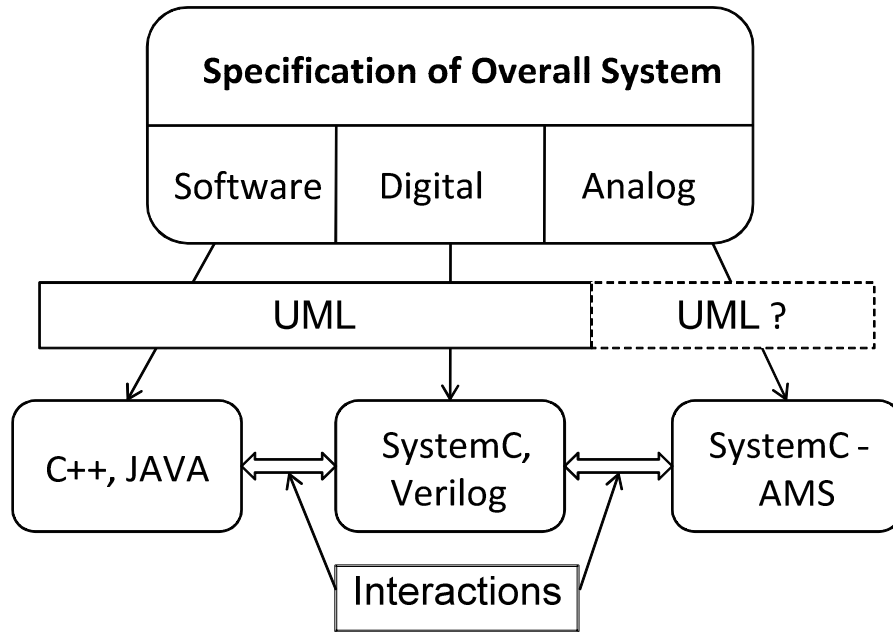 Specification of Overall System
Software Digital Analog
UML UML ?
C++, JAVA
SystemC,
Verilog
SystemC -
AMS
Interactions